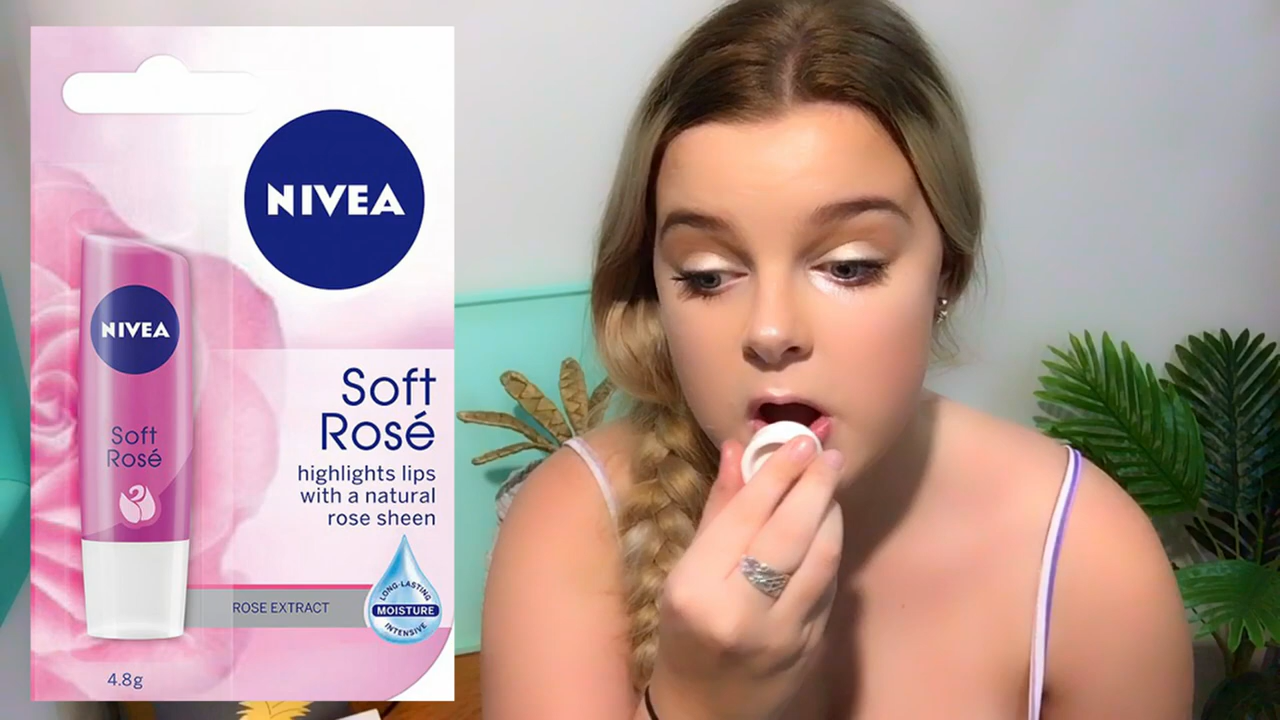 NIVEA
NIVEA
Soft
Rosé
Soft
Rosé
highlights lips
with a natural
rose sheen
ROSE EXTRACT
LONG-LASTING
MOISTURE
INTENSIVE
4.8g